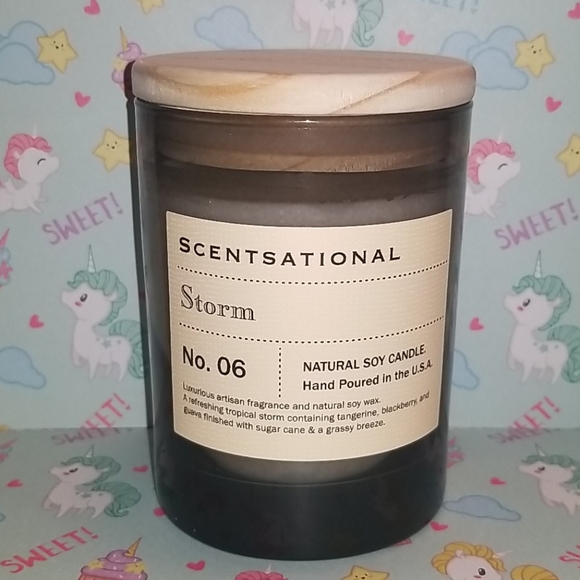 SCENTSATIONAL
Storm
No. 06
NATURAL SOY CANDLE.
Hand Poured in the U.S.A.
Luxurious artisan fragrance and natural soy wax.
A refreshing tropical storm containing tangerine, blackberry, and
guava finished with sugar cane & a grassy breeze.
SWEET!
SWEET!
SWEET!
SWEET!
SWEET!
SWEET!